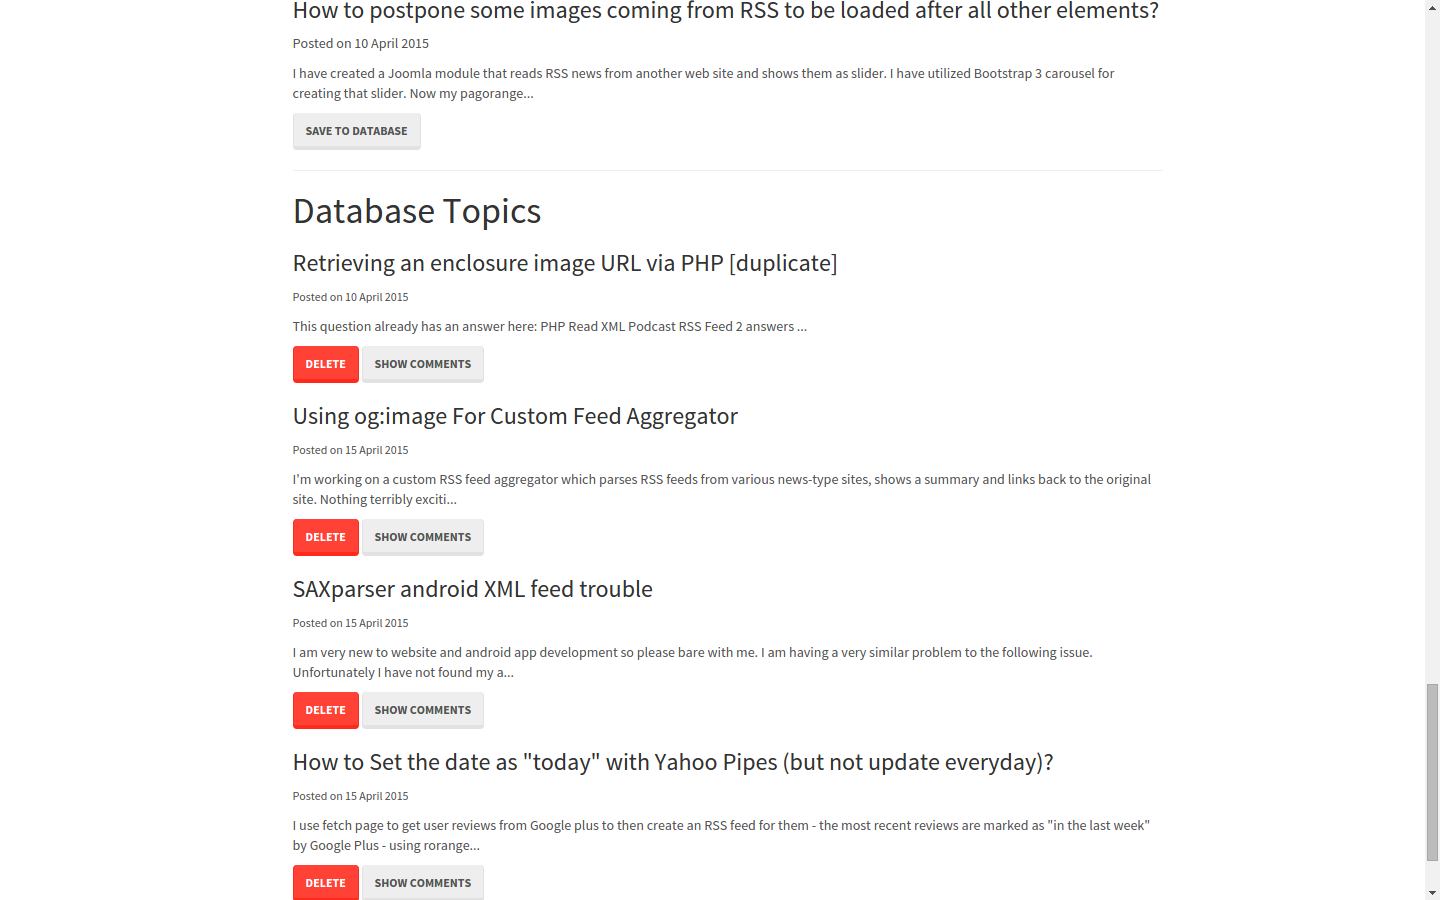 How to postpone some images coming from RSS to be loaded after all other elements?
Posted on 10 April 2015
I have created a Joomla module that reads RSS news from another web site and shows them as slider. I have utilized Bootstrap 3 carousel for
creating that slider. Now my pagorange...
SAVE TO DATABASE
Database Topics
Retrieving an enclosure image URL via PHP [duplicate]
Posted on 10 April 2015
This question already has an answer here: PHP Read XML Podcast RSS Feed 2 answers ...
DELETE SHOW COMMENTS
Using og:image For Custom Feed Aggregator
Posted on 15 April 2015
I'm working on a custom RSS feed aggregator which parses RSS feeds from various news-type sites, shows a summary and links back to the original
site. Nothing terribly exciti...
DELETE SHOW COMMENTS
SAXparser android XML feed trouble
Posted on 15 April 2015
I am very new to website and android app development so please bare with me. I am having a very similar problem to the following issue.
Unfortunately I have not found my a...
DELETE SHOW COMMENTS
How to Set the date as "today" with Yahoo Pipes (but not update everyday)?
Posted on 15 April 2015
I use fetch page to get user reviews from Google plus to then create an RSS feed for them - the most recent reviews are marked as "in the last week"
by Google Plus - using rorange...
DELETE SHOW COMMENTS